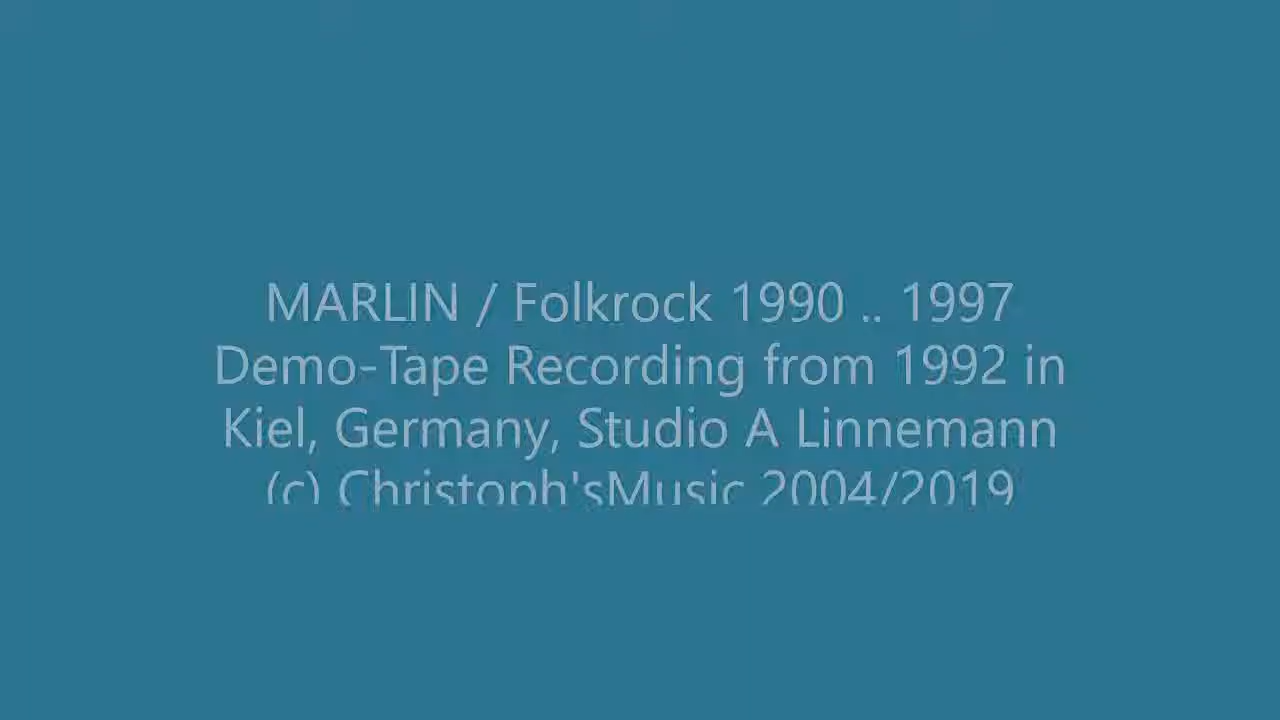 MARLIN / Folkrock 1990 .. 1997
Demo-Tape Recording from 1992 in
Kiel, Germany, Studio A Linnemann
(c) Christoph'sMusic 2004/2019